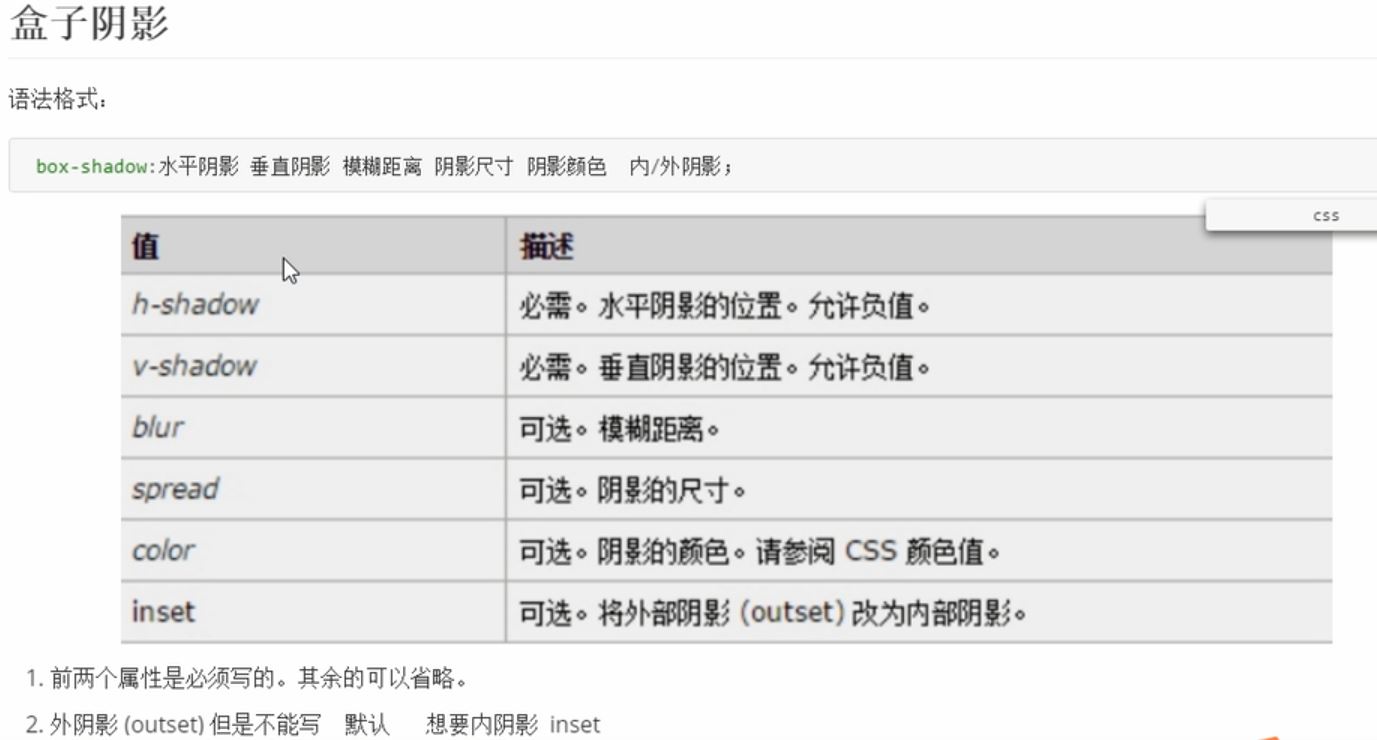 盒子阴影
语法格式：
box-shadow:水平阴影 垂直阴影 模糊距离 阴影尺寸 阴影颜色 内/外阴影；
css
值 描述
h-shadow 必需。水平阴影的位置。允许负值。
v-shadow 必需。垂直阴影的位置。允许负值。
blur 可选。模糊距离。
spread 可选。阴影的尺寸。
color 可选。阴影的颜色。请参阅 CSS 颜色值。
inset 可选。将外部阴影 (outset) 改为内部阴影。
1. 前两个属性是必须写的。其余的可以省略。
2. 外阴影 (outset) 但是不能写 默认 想要内阴影 inset